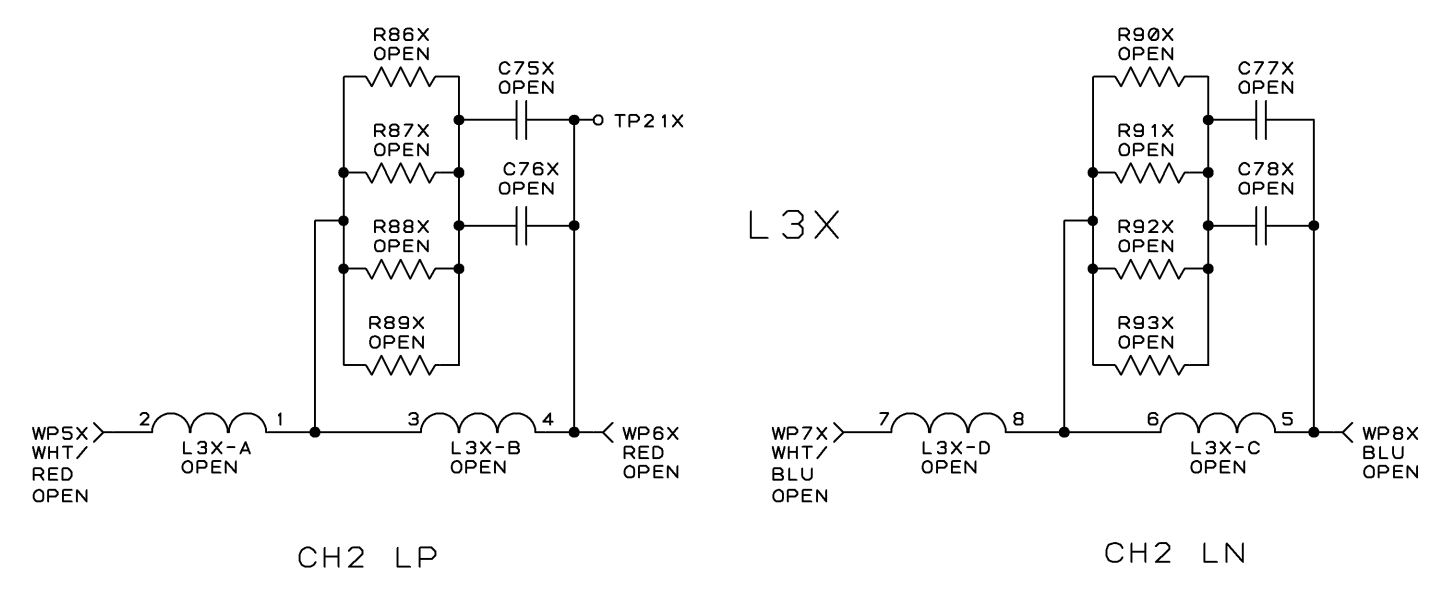 R86X
OPEN
C75X
OPEN
TP21X
R87X
OPEN
C76X
OPEN
R88X
OPEN
R89X
OPEN
2
1
3
4
WP5X
WHT/
RED
OPEN
L3X-A
OPEN
L3X-B
OPEN
WP6X
RED
OPEN
CH2 LP
L3X
R90X
OPEN
C77X
OPEN
R91X
OPEN
C78X
OPEN
R92X
OPEN
R93X
OPEN
7
8
6
5
WP7X
WHT/
BLU
OPEN
L3X-D
OPEN
L3X-C
OPEN
WP8X
BLU
OPEN
CH2 LN